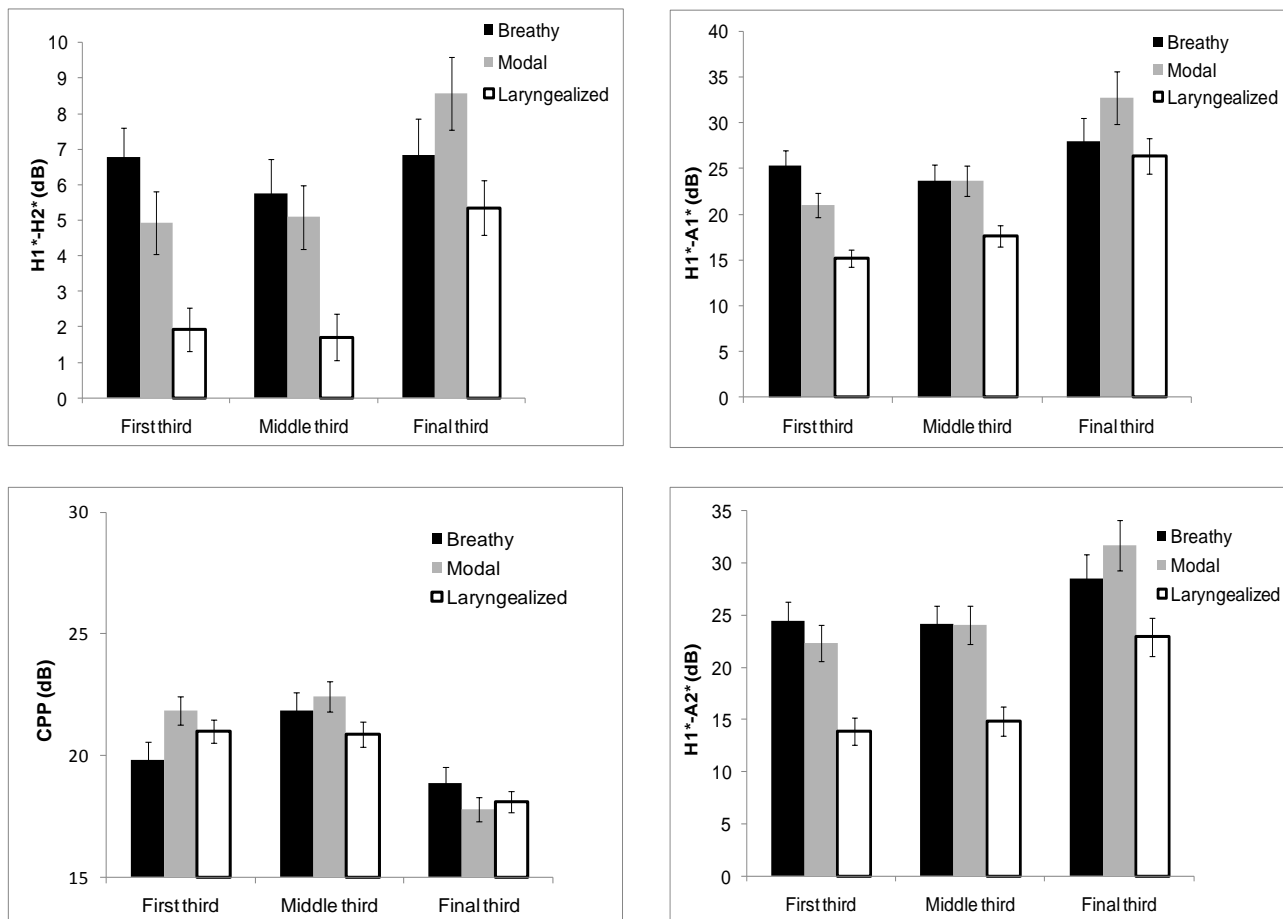 H1*-H2* (dB)
10
9
8
7
6
5
4
3
2
1
0
Breathy
Modal
Laryngealized
First third Middle third Final third
H1*-A1* (dB)
40
35
30
25
20
15
10
5
0
Breathy
Modal
Laryngealized
First third Middle third Final third
CPP (dB)
30
25
20
15
Breathy
Modal
Laryngealized
First third Middle third Final third
H1*-A2* (dB)
35
30
25
20
15
10
5
0
Breathy
Modal
Laryngealized
First third Middle third Final third